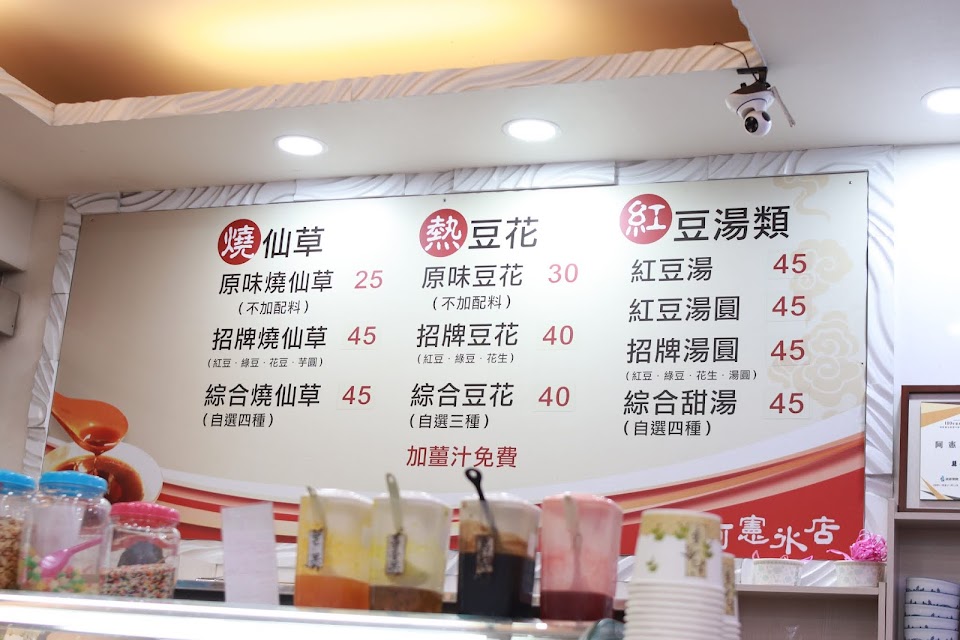 燒仙草
原味燒仙草 25
(不加配料)
招牌燒仙草 45
(紅豆．綠豆．花豆．芋圓)
綜合燒仙草 45
(自選四種)
熱豆花
原味豆花 30
(不加配料)
招牌豆花 40
(紅豆．綠豆．花生)
綜合豆花 40
(自選三種)
加薑汁免費
紅豆湯類
紅豆湯 45
紅豆湯圓 45
招牌湯圓 45
(紅豆．綠豆．花生．湯圓)
綜合甜湯 45
(自選四種)
憲氷店